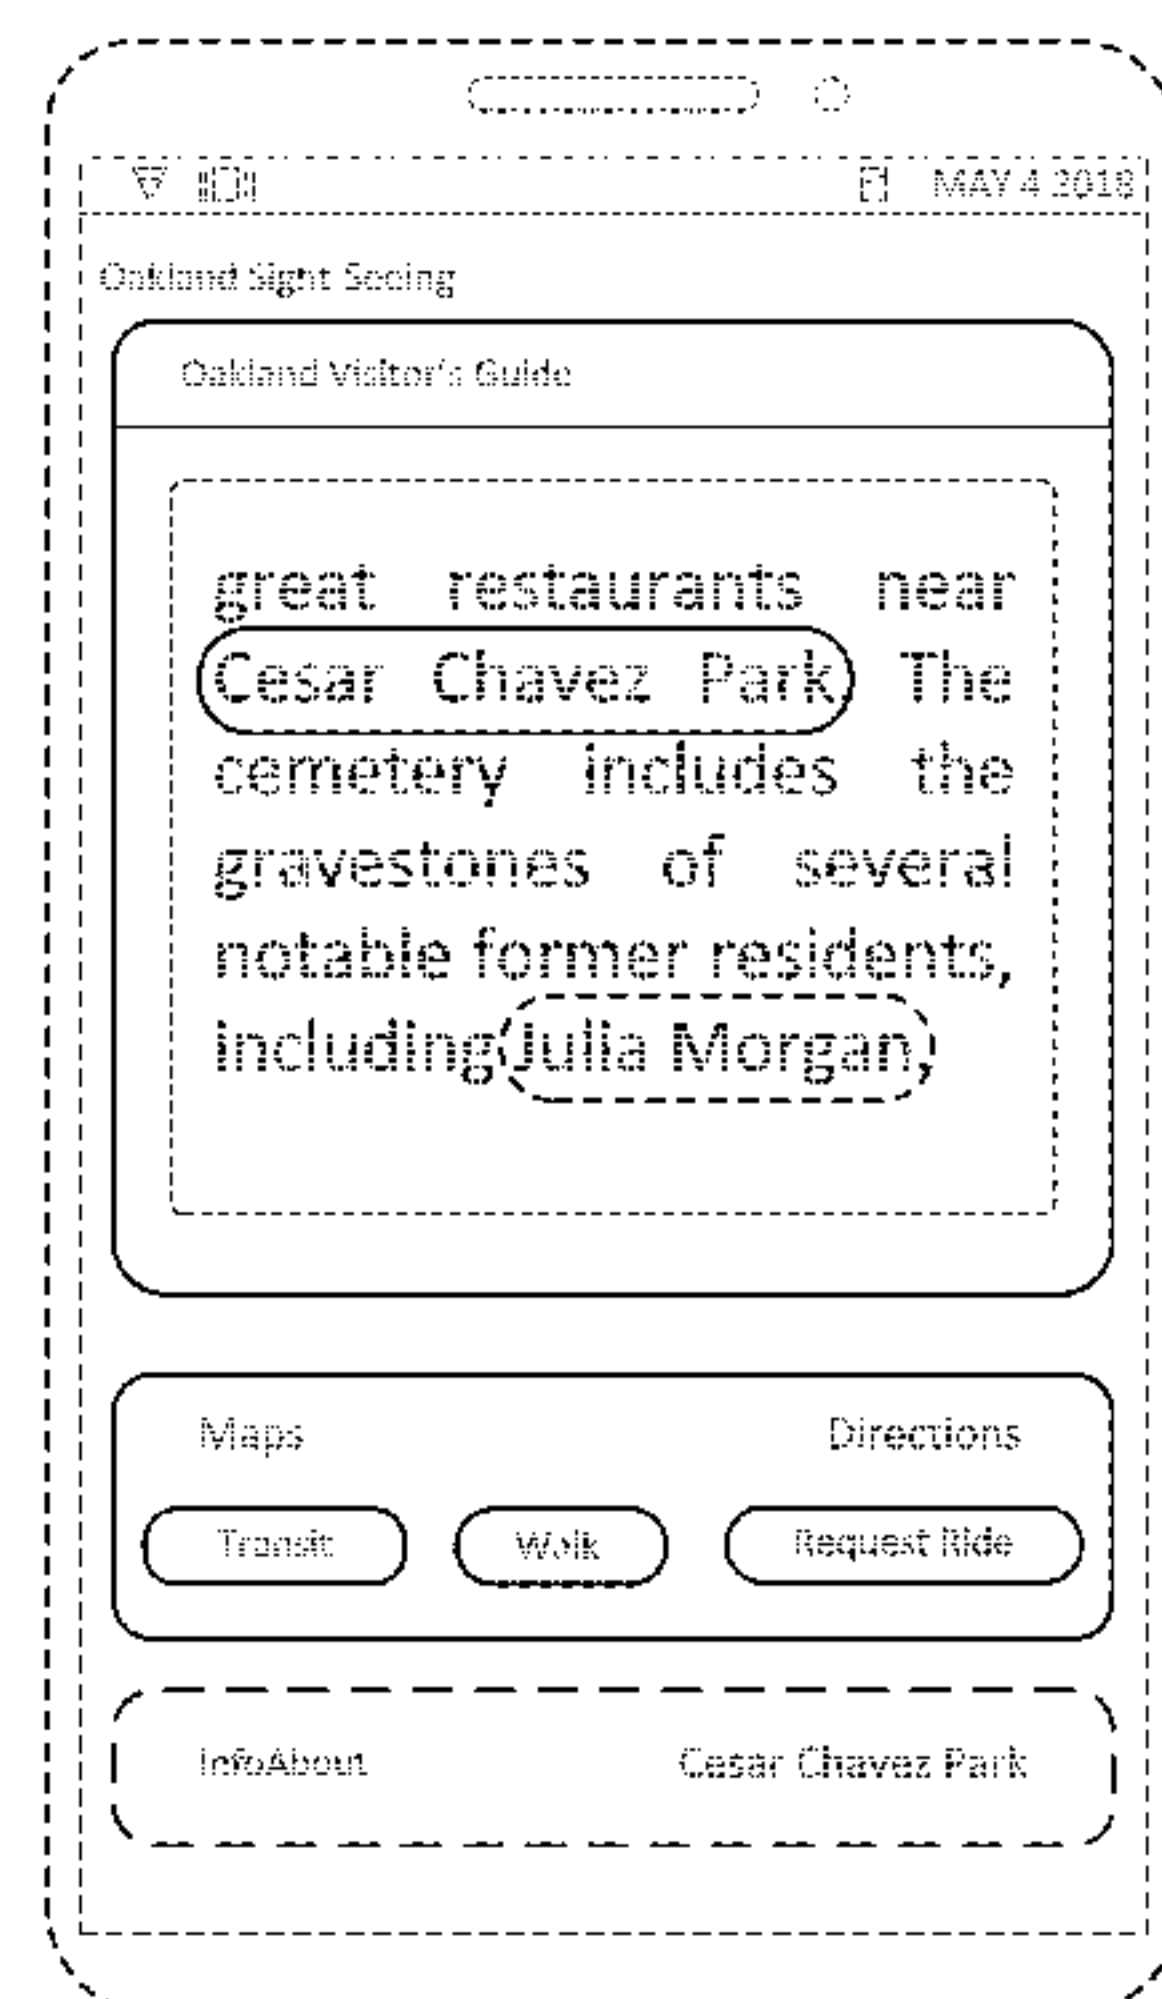 MAY 4 2018
Oakland Sight Seeing
Oakland Visitor's Guide
great restaurants near
Cesar Chavez Park. The
cemetery includes the
gravestones of several
notable former residents,
including Julia Morgan,
Maps Directions
Transit Walk Request Ride
InfoAbout Cesar Chavez Park